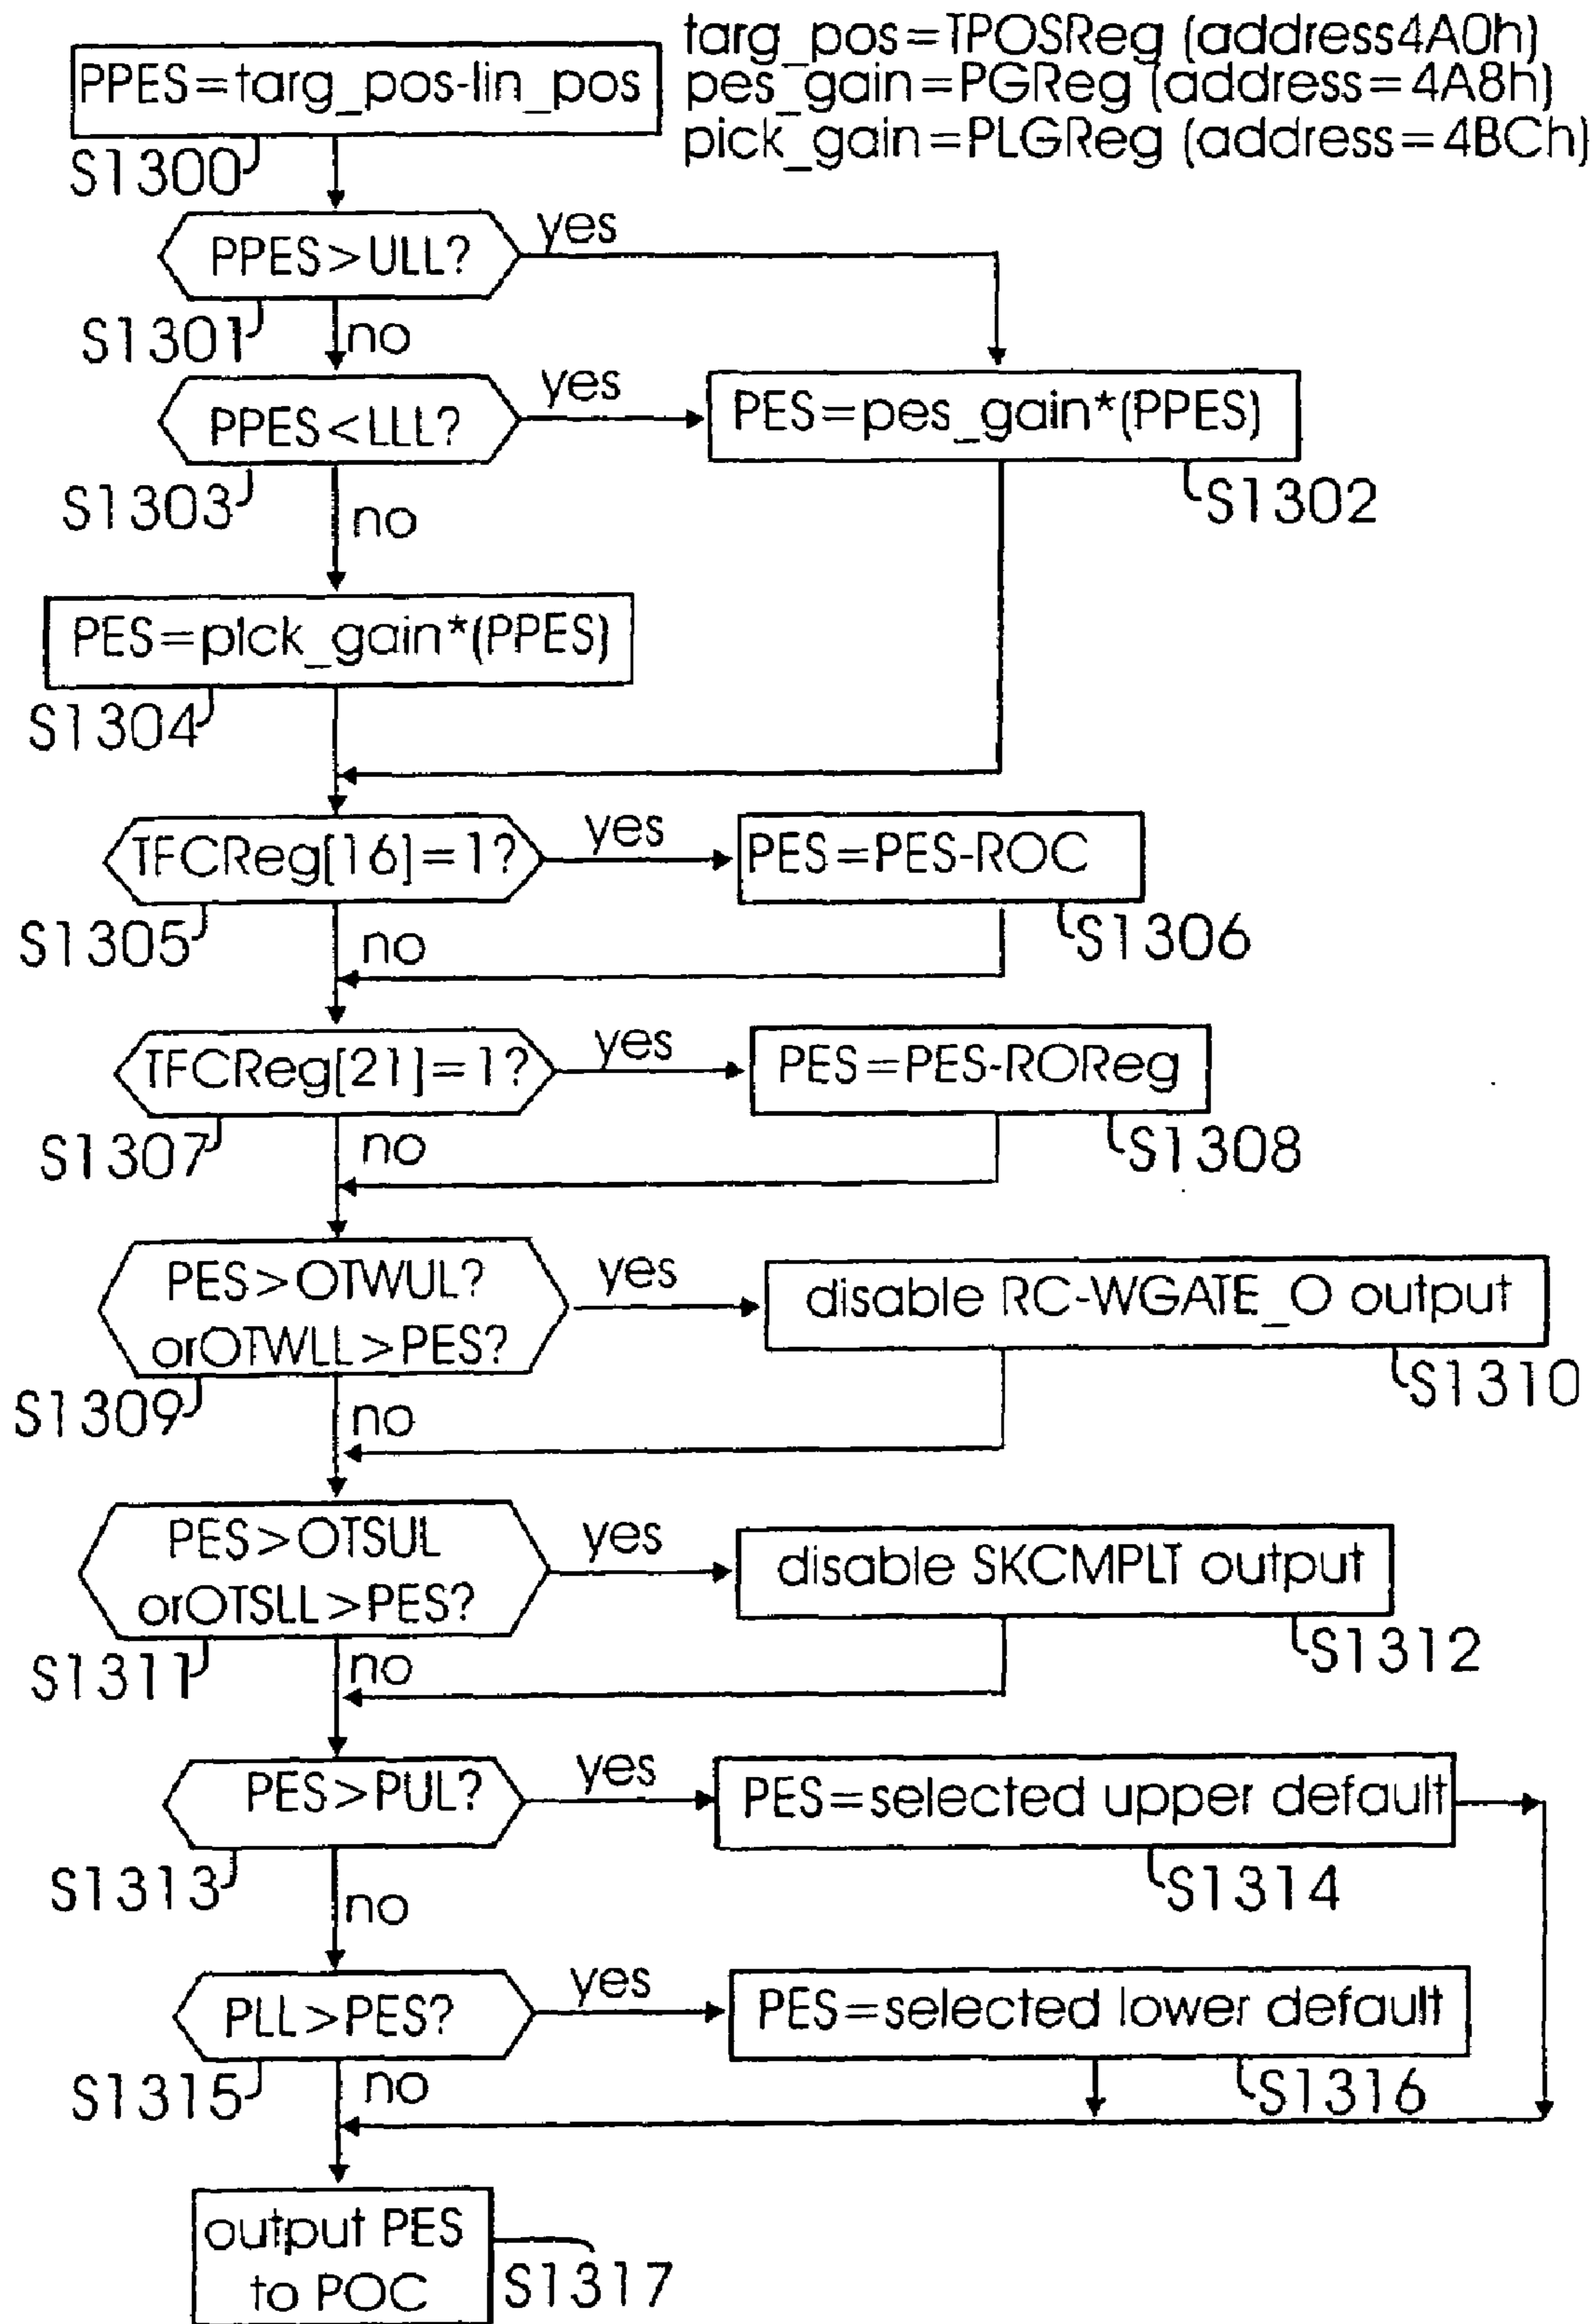 targ_pos=TPOSReg (address4A0h)
PPES=targ_pos-lin_pos
pes_gain=PGReg (address=4A8h)
pick_gain=PLGReg (address=4BCh)
S1300
PPES>ULL?
yes
S1301
no
PPES<LLL?
yes
PES=pes_gain*(PPES)
S1303
no
S1302
PES=plck_gain*(PPES)
S1304
TFCReg[16]=1?
yes
PES=PES-ROC
S1305
no
S1306
TFCReg[21]=1?
yes
PES=PES-ROReg
S1307
no
S1308
PES>OTWUL?
orOTWLL>PES?
yes
disable RC-WGATE_O output
S1309
no
S1310
PES>OTSUL
orOTSLL>PES?
yes
disable SKCMPLT output
S1311
no
S1312
PES>PUL?
yes
PES=selected upper default
S1313
no
S1314
PLL>PES?
yes
PES=selected lower default
S1315
no
S1316
output PES
to POC
S1317